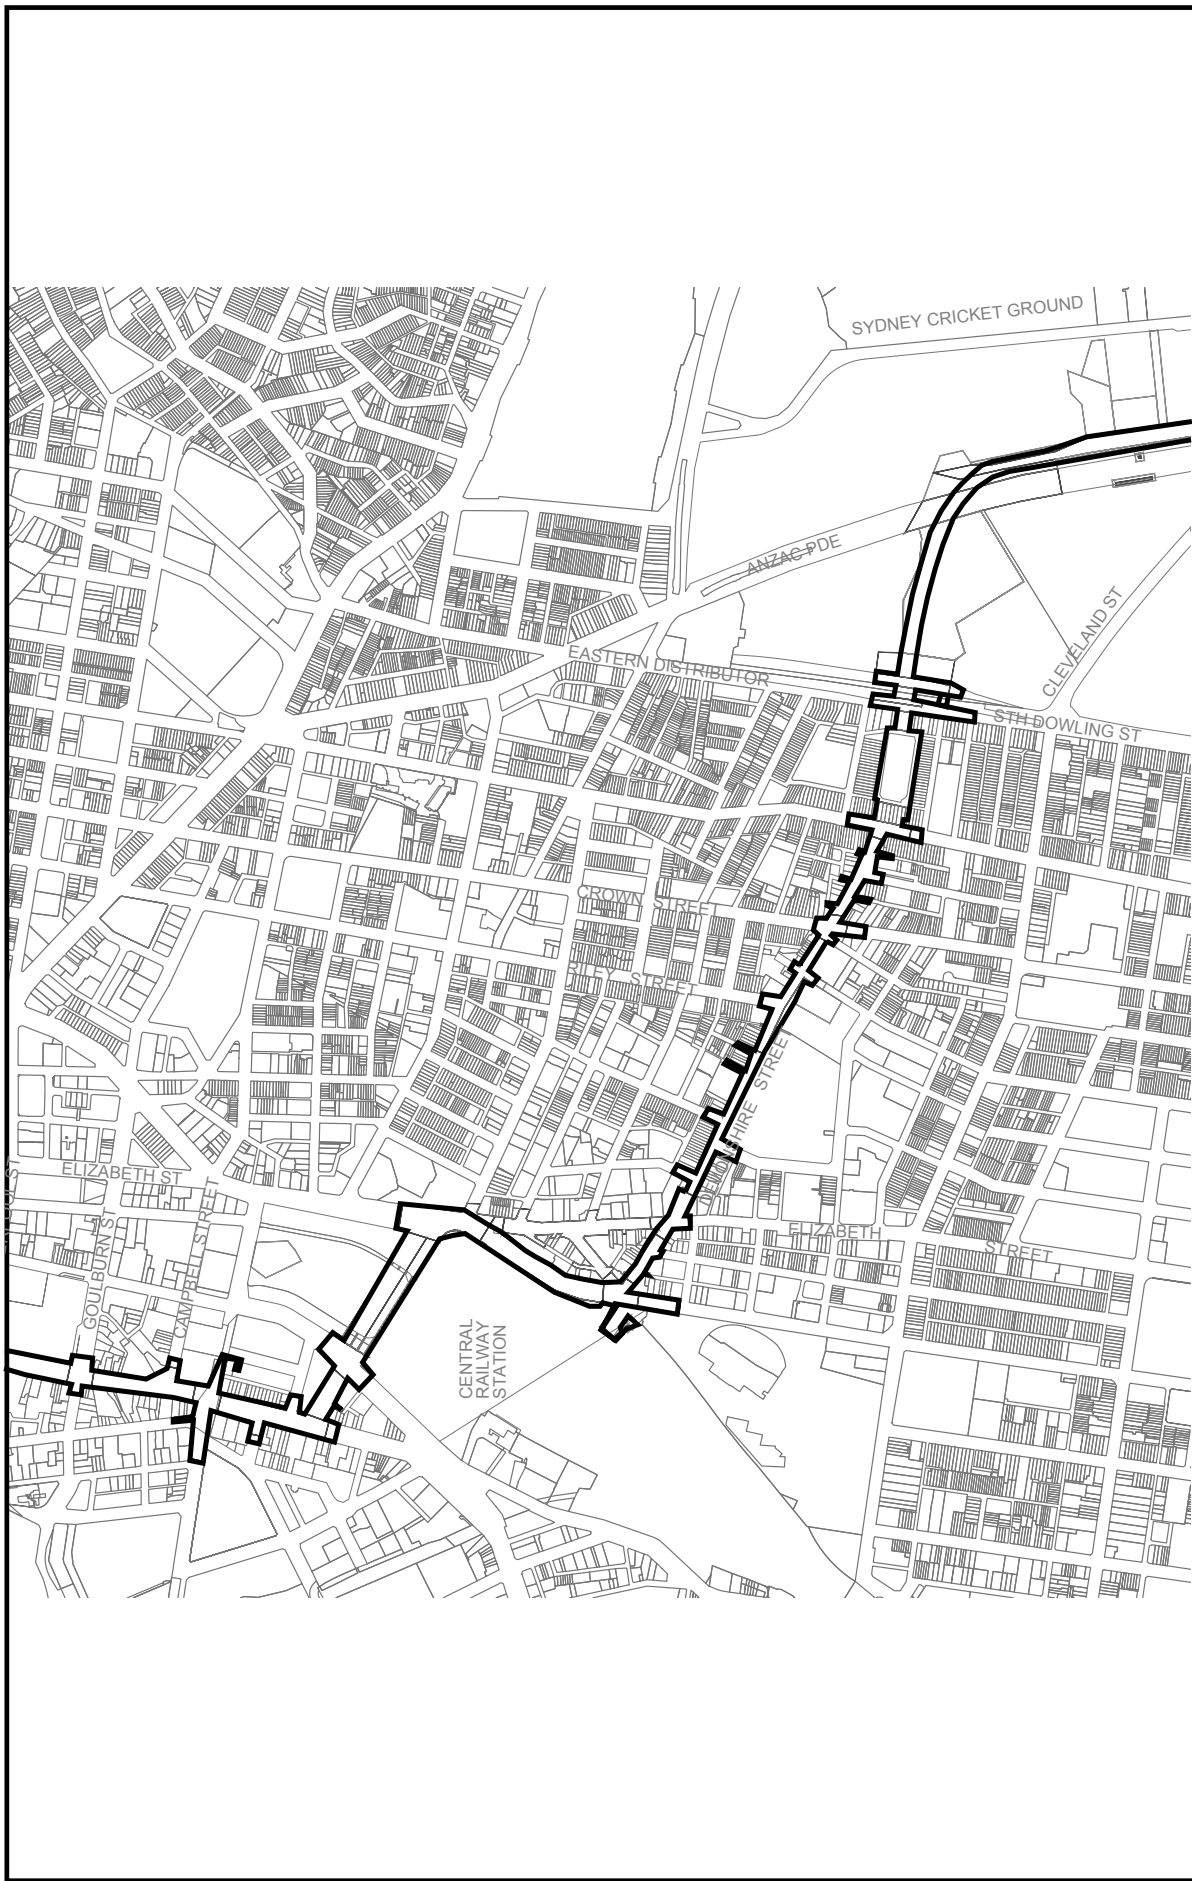 SYDNEY CRICKET GROUND
ANZAC PDE
CLEVELAND ST
EASTERN DISTRIBUTOR
STH DOWLING ST
CROWN STREET
RILEY STREET
DEVONSHIRE STREET
ELIZABETH ST
ELIZABETH STREET
GOULBURN ST
CAMPBELL STREET
CENTRAL
RAILWAY
STATION